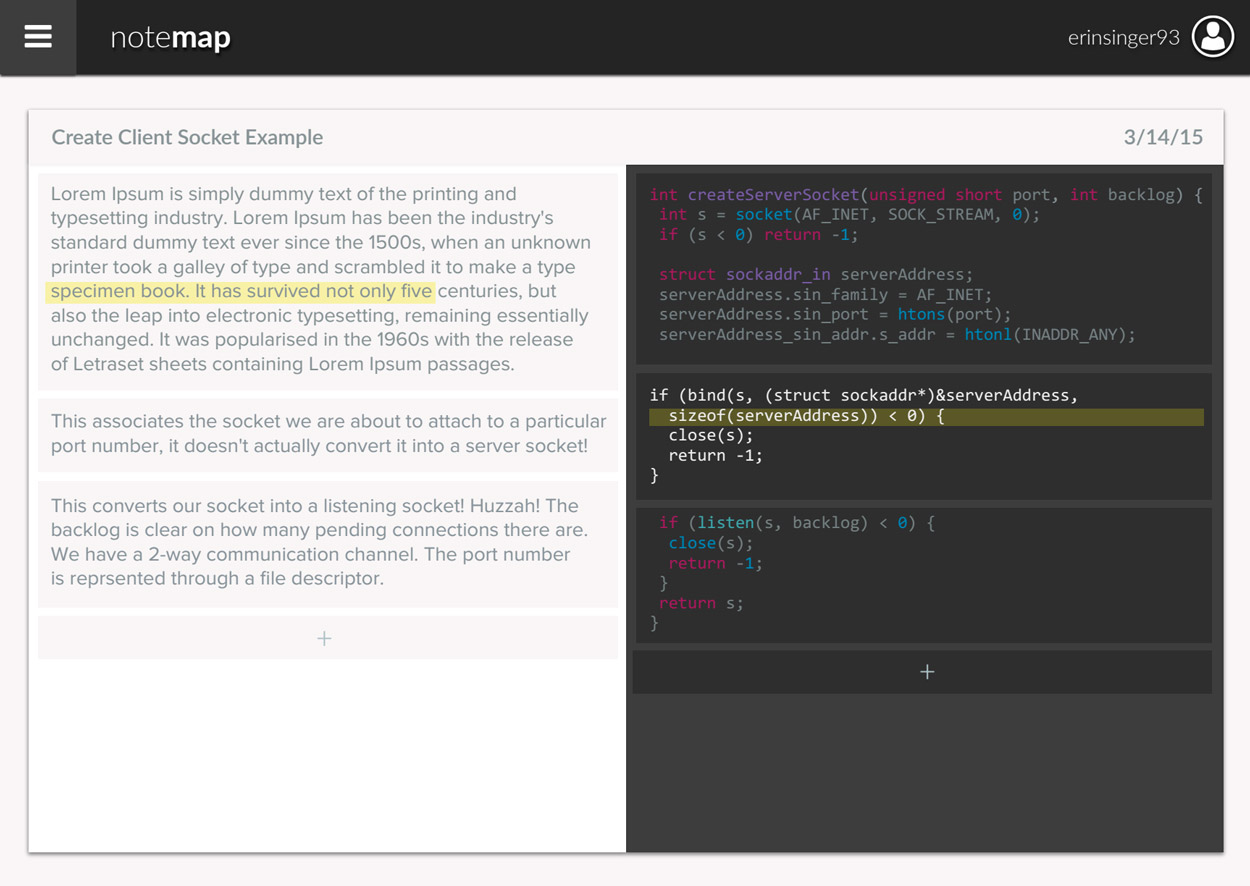 notemap
erinsinger93
Create Client Socket Example
3/14/15
Lorem Ipsum is simply dummy text of the printing and
typesetting industry. Lorem Ipsum has been the industry's
standard dummy text ever since the 1500s, when an unknown
printer took a galley of type and scrambled it to make a type
specimen book. It has survived not only five centuries, but
also the leap into electronic typesetting, remaining essentially
unchanged. It was popularised in the 1960s with the release
of Letraset sheets containing Lorem Ipsum passages.
This associates the socket we are about to attach to a particular
port number, it doesn't actually convert it into a server socket!
This converts our socket into a listening socket! Huzzah! The
backlog is clear on how many pending connections there are.
We have a 2-way communication channel. The port number
is reprsented through a file descriptor.
+
int createServerSocket(unsigned short port, int backlog) {
int s = socket(AF_INET, SOCK_STREAM, 0);
if (s < 0) return -1;
struct sockaddr_in serverAddress;
serverAddress.sin_family = AF_INET;
serverAddress.sin_port = htons(port);
serverAddress_sin_addr.s_addr = htonl(INADDR_ANY);
if (bind(s, (struct sockaddr*)&serverAddress,
sizeof(serverAddress)) < 0) {
close(s);
return -1;
}
if (listen(s, backlog) < 0) {
close(s);
return -1;
}
return s;
}
+